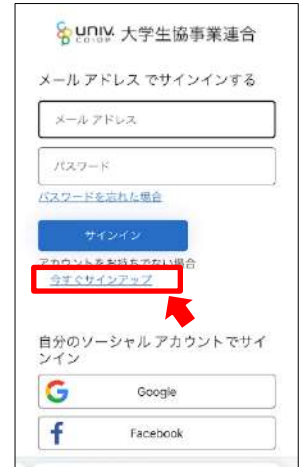 univ. 大学生協事業連合
CO-OP
メール アドレス でサインインする
メール アドレス
パスワード
パスワードを忘れた場合
サインイン
アカウントをお持ちでない場合
今すぐサインアップ
自分のソーシャル アカウントでサイ
ンイン
Google
Facebook